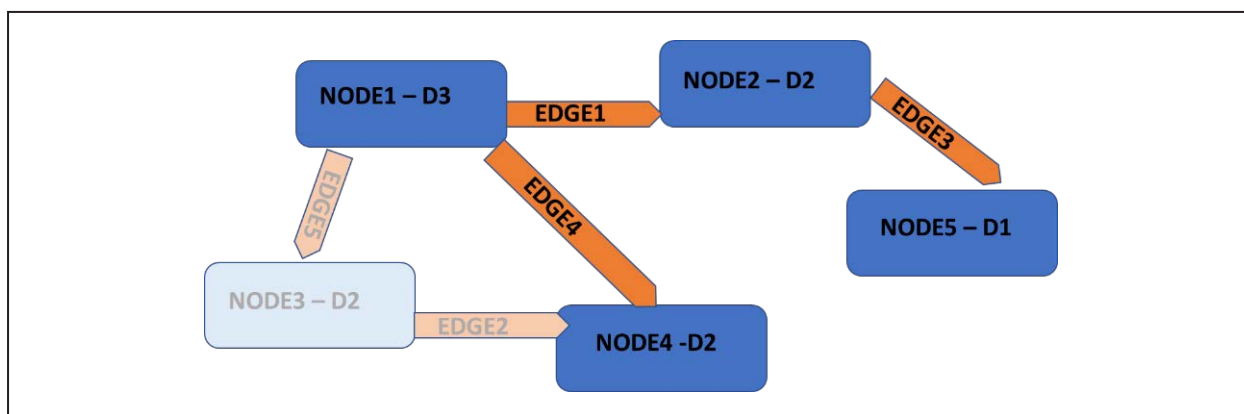 NODE1 – D3
EDGE1
NODE2 – D2
EDGE3
EDGE5
EDGE4
NODE5 – D1
NODE3 – D2
EDGE2
NODE4 -D2